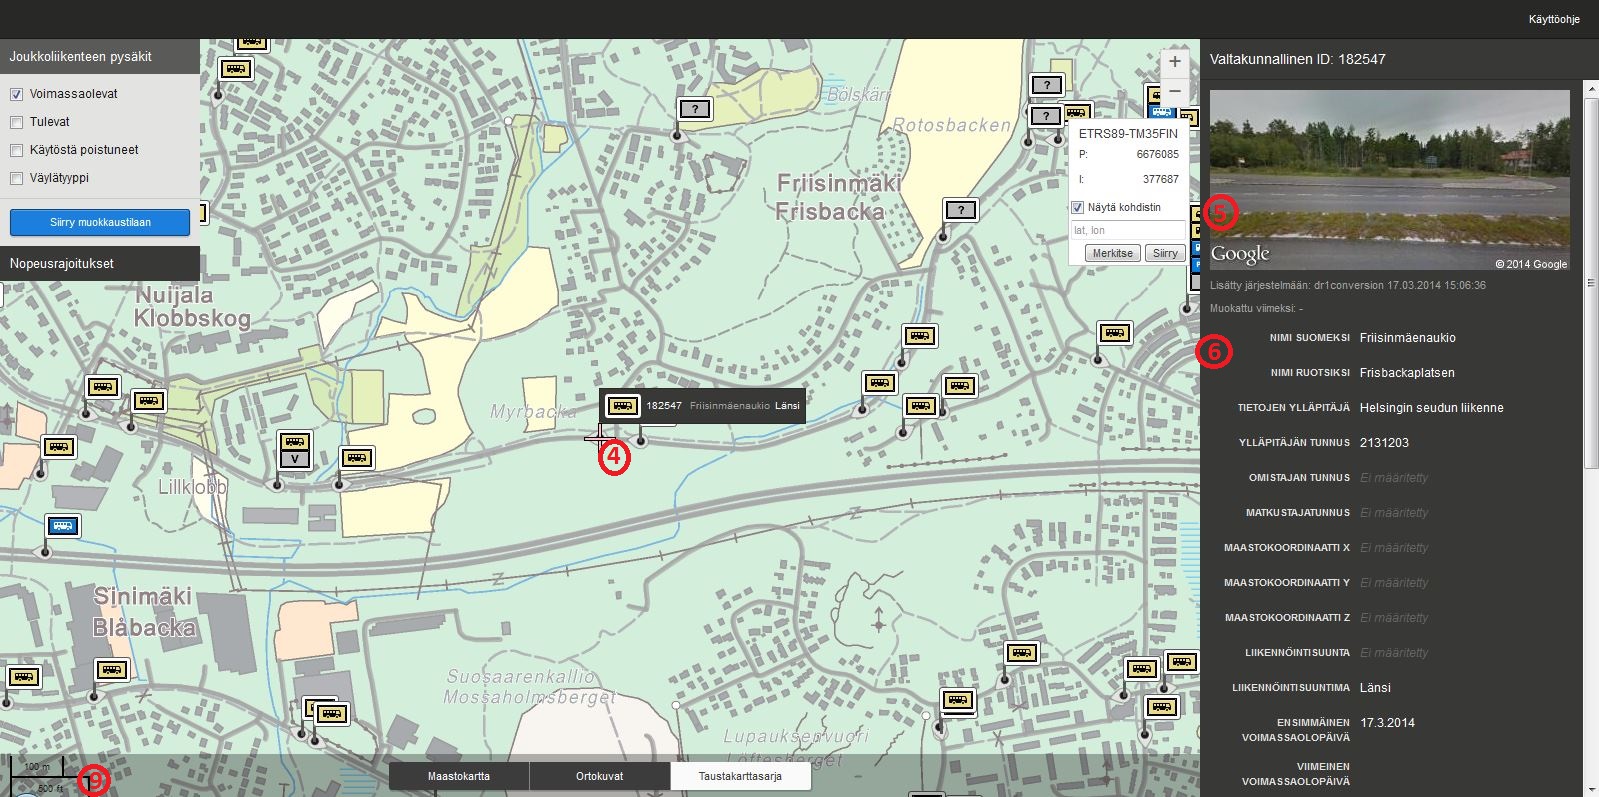 Käyttöohje
Joukkoliikenteen pysäkit
Voimassaolevat
Tulevat
Käytöstä poistuneet
Väylätyyppi
Siirry muokkaustilaan
Nopeusrajoitukset
Bölskärr
Rotosbacken
?
?
?
?
Friisinmäki
Frisbacka
+
−
ETRS89-TM35FIN
P: 6676085
I: 377687
Näytä kohdistin
lat, lon
Merkitse Siirry
Nuijala
Klobbskog
Myrbacka
182547 Friisinmäenaukio Länsi
4
V
Lillklobb
Z
Z
Z
Sinimäki
Blåbacka
Suosaarenkallio
Mossaholmsberget
Lupauksenvuori
Löftesberget
100 m
500 ft
9
Maastokartta Ortokuvat Taustakarttasarja
Valtakunnallinen ID: 182547
5
Google
© 2014 Google
Lisätty järjestelmään: dr1conversion 17.03.2014 15:06:36
Muokattu viimeksi: -
6
NIMI SUOMEKSI Friisinmäenaukio
NIMI RUOTSIKSI Frisbackaplatsen
TIETOJEN YLLÄPITÄJÄ Helsingin seudun liikenne
YLLÄPITÄJÄN TUNNUS 2131203
OMISTAJAN TUNNUS Ei määritetty
MATKUSTAJATUNNUS Ei määritetty
MAASTOKOORDINAATTI X Ei määritetty
MAASTOKOORDINAATTI Y Ei määritetty
MAASTOKOORDINAATTI Z Ei määritetty
LIIKENNÖINTISUUNTA Ei määritetty
LIIKENNÖINTISUUNTIMA Länsi
ENSIMMÄINEN 17.3.2014
VOIMASSAOLOPÄIVÄ
VIIMEINEN
VOIMASSAOLOPÄIVÄ